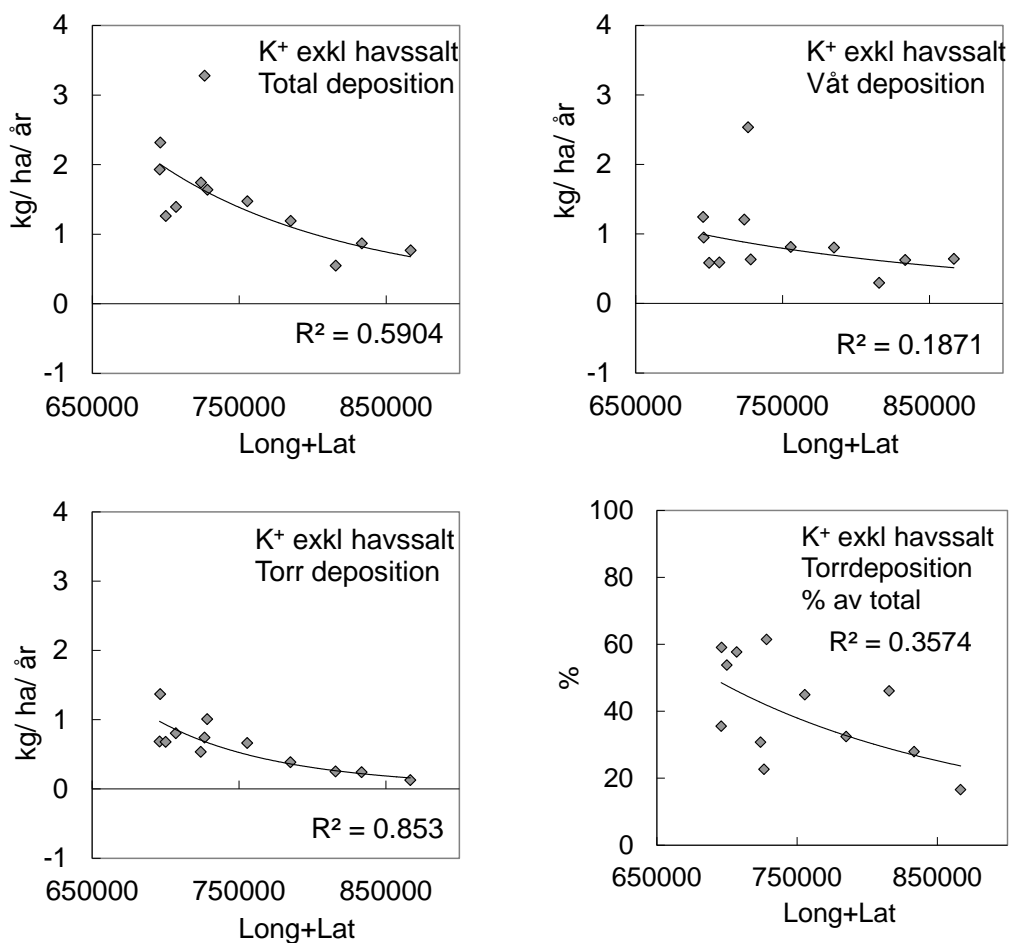 4
3
2
1
0
-1
kg/ ha/ år
K⁺ exkl havssalt
Total deposition
R² = 0.5904
650000 750000 850000
Long+Lat
4
3
2
1
0
-1
kg/ ha/ år
K⁺ exkl havssalt
Våt deposition
R² = 0.1871
650000 750000 850000
Long+Lat
4
3
2
1
0
-1
kg/ ha/ år
K⁺ exkl havssalt
Torr deposition
R² = 0.853
650000 750000 850000
Long+Lat
100
80
60
40
20
0
%
K⁺ exkl havssalt
Torrdeposition
% av total
R² = 0.3574
650000 750000 850000
Long+Lat